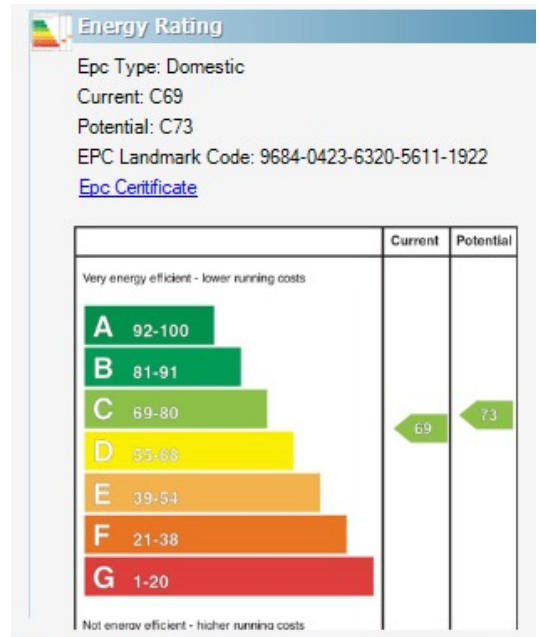 Energy Rating
Epc Type: Domestic
Current: C69
Potential: C73
EPC Landmark Code: 9684-0423-6320-5611-1922
Epc Ceritificate
Current Potential
Very energy efficient - lower running costs
A 92-100
B 81-91
C 69-80
73
69
D 55-68
E 39-54
F 21-38
G 1-20
Not energy efficient - higher running costs